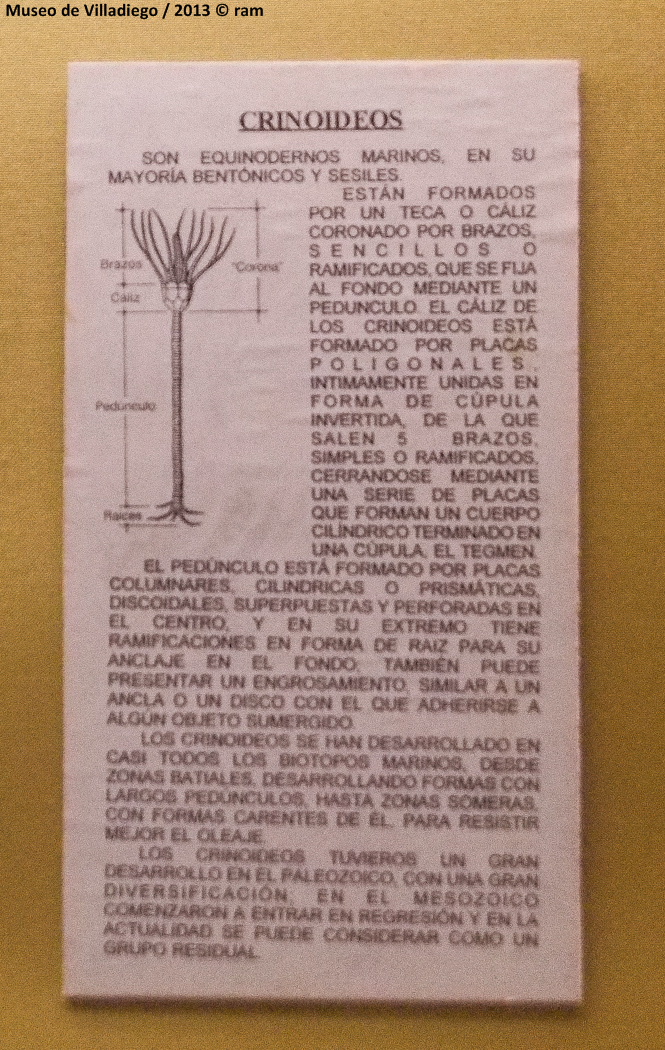 Museo de Villadiego / 2013 © ram
CRINOIDEOS
SON EQUINODERNOS MARINOS, EN SU
MAYORÍA BENTÓNICOS Y SESILES.
ESTÁN FORMADOS
POR UN TECA O CÁLIZ
CORONADO POR BRAZOS,
SENCILLOS O
RAMIFICADOS, QUE SE FIJA
AL FONDO MEDIANTE UN
PEDUNCULO. EL CÁLIZ DE
LOS CRINOIDEOS ESTÁ
FORMADO POR PLACAS
POLIGONALES,
INTIMAMENTE UNIDAS EN
FORMA DE CÚPULA
INVERTIDA, DE LA QUE
SALEN 5 BRAZOS,
SIMPLES O RAMIFICADOS,
CERRANDOSE MEDIANTE
UNA SERIE DE PLACAS
QUE FORMAN UN CUERPO
CILÍNDRICO TERMINADO EN
UNA CÚPULA, EL TEGMEN.
Brazos
"Corona"
Cáliz
Pedúnculo
Raices
EL PEDÚNCULO ESTÁ FORMADO POR PLACAS
COLUMNARES, CILINDRICAS O PRISMÁTICAS,
DISCOIDALES, SUPERPUESTAS Y PERFORADAS EN
EL CENTRO, Y EN SU EXTREMO TIENE
RAMIFICACIONES EN FORMA DE RAIZ PARA SU
ANCLAJE EN EL FONDO; TAMBIÉN PUEDE
PRESENTAR UN ENGROSAMIENTO, SIMILAR A UN
ANCLA O UN DISCO CON EL QUE ADHERIRSE A
ALGÚN OBJETO SUMERGIDO.
LOS CRINOIDEOS SE HAN DESARROLLADO EN
CASI TODOS LOS BIOTOPOS MARINOS, DESDE
ZONAS BATIALES, DESARROLLANDO FORMAS CON
LARGOS PEDÚNCULOS, HASTA ZONAS SOMERAS,
CON FORMAS CARENTES DE ÉL, PARA RESISTIR
MEJOR EL OLEAJE.
LOS CRINOIDEOS TUVIEROS UN GRAN
DESARROLLO EN EL PALEOZOICO, CON UNA GRAN
DIVERSIFICACIÓN, EN EL MESOZOICO
COMENZARON A ENTRAR EN REGRESIÓN Y EN LA
ACTUALIDAD SE PUEDE CONSIDERAR COMO UN
GRUPO RESIDUAL.